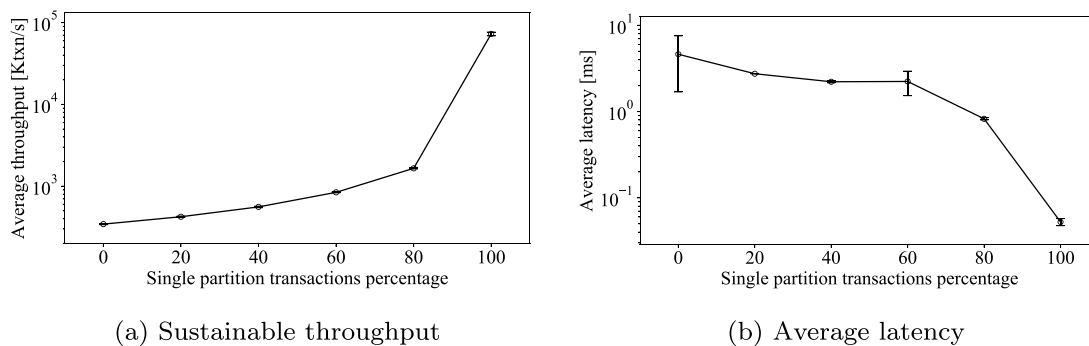 Average throughput [Ktxn/s]
10^5
10^4
10^3
0 20 40 60 80 100
Single partition transactions percentage
(a) Sustainable throughput
Average latency [ms]
10^1
10^0
10^−1
0 20 40 60 80 100
Single partition transactions percentage
(b) Average latency